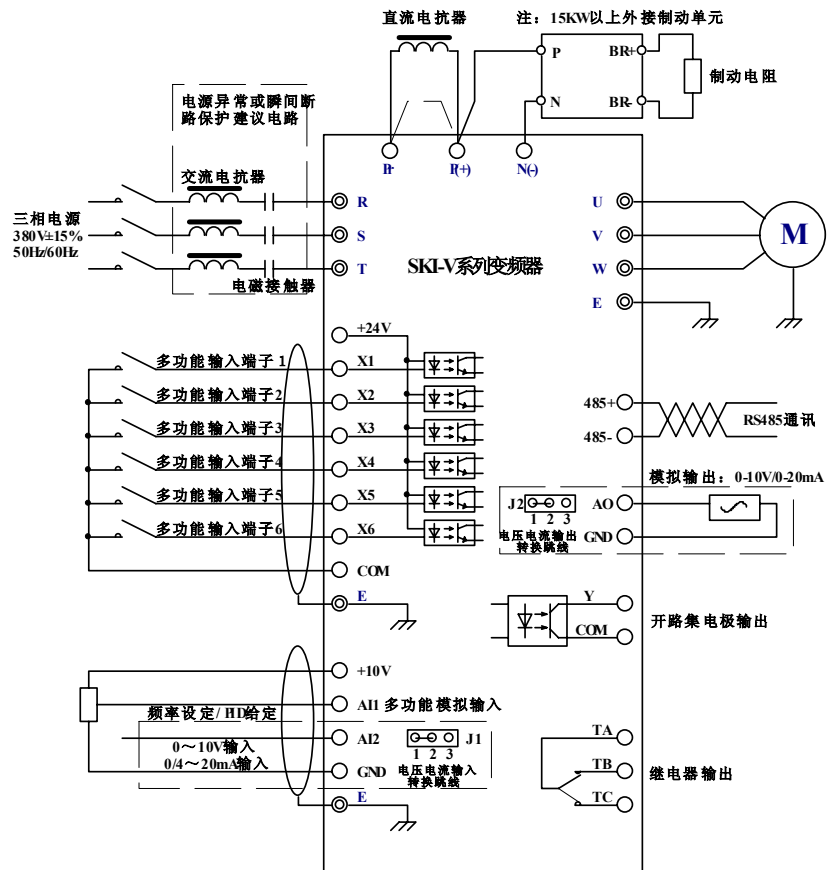 直流电抗器
注：15KW以上外接制动单元
P
BR+
N
BR-
制动电阻
电源异常或瞬间断
路保护建议电路
P(+)
N(-)
交流电抗器
三相电源
380V±15%
50Hz/60Hz
电磁接触器
R
S
T
SKI-V系列变频器
U
V
W
E
M
+24V
多功能输入端子1
X1
多功能输入端子2
X2
多功能输入端子3
X3
多功能输入端子4
X4
多功能输入端子5
X5
多功能输入端子6
X6
COM
E
485+
485-
RS485通讯
模拟输出：0-10V/0-20mA
J2
1 2 3
AO
电压电流输出
转换跳线
GND
Y
COM
开路集电极输出
+10V
AI1 多功能模拟输入
频率设定/PID给定
AI2
J1
1 2 3
0～10V输入
0/4～20mA输入
GND
电压电流输入
转换跳线
E
TA
TB
TC
继电器输出